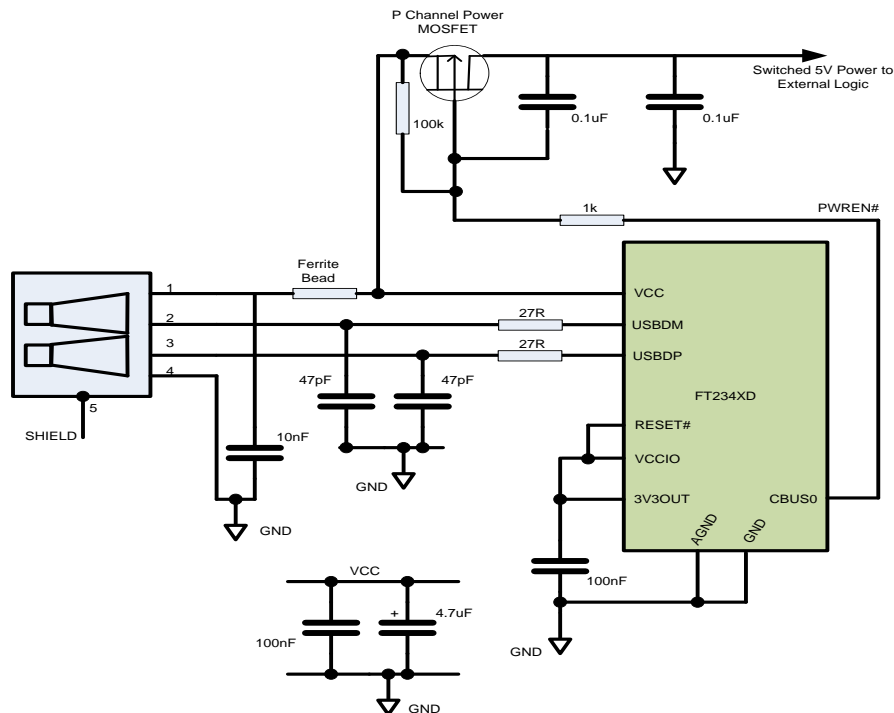 P Channel Power
MOSFET
Switched 5V Power to
External Logic
100k
0.1uF
0.1uF
1k
PWREN#
Ferrite
Bead
1
2
3
4
5
SHIELD
10nF
GND
27R
27R
47pF
47pF
GND
VCC
USBDM
USBDP
FT234XD
RESET#
VCCIO
3V3OUT
CBUS0
AGND
GND
100nF
GND
VCC
100nF
+
4.7uF
GND